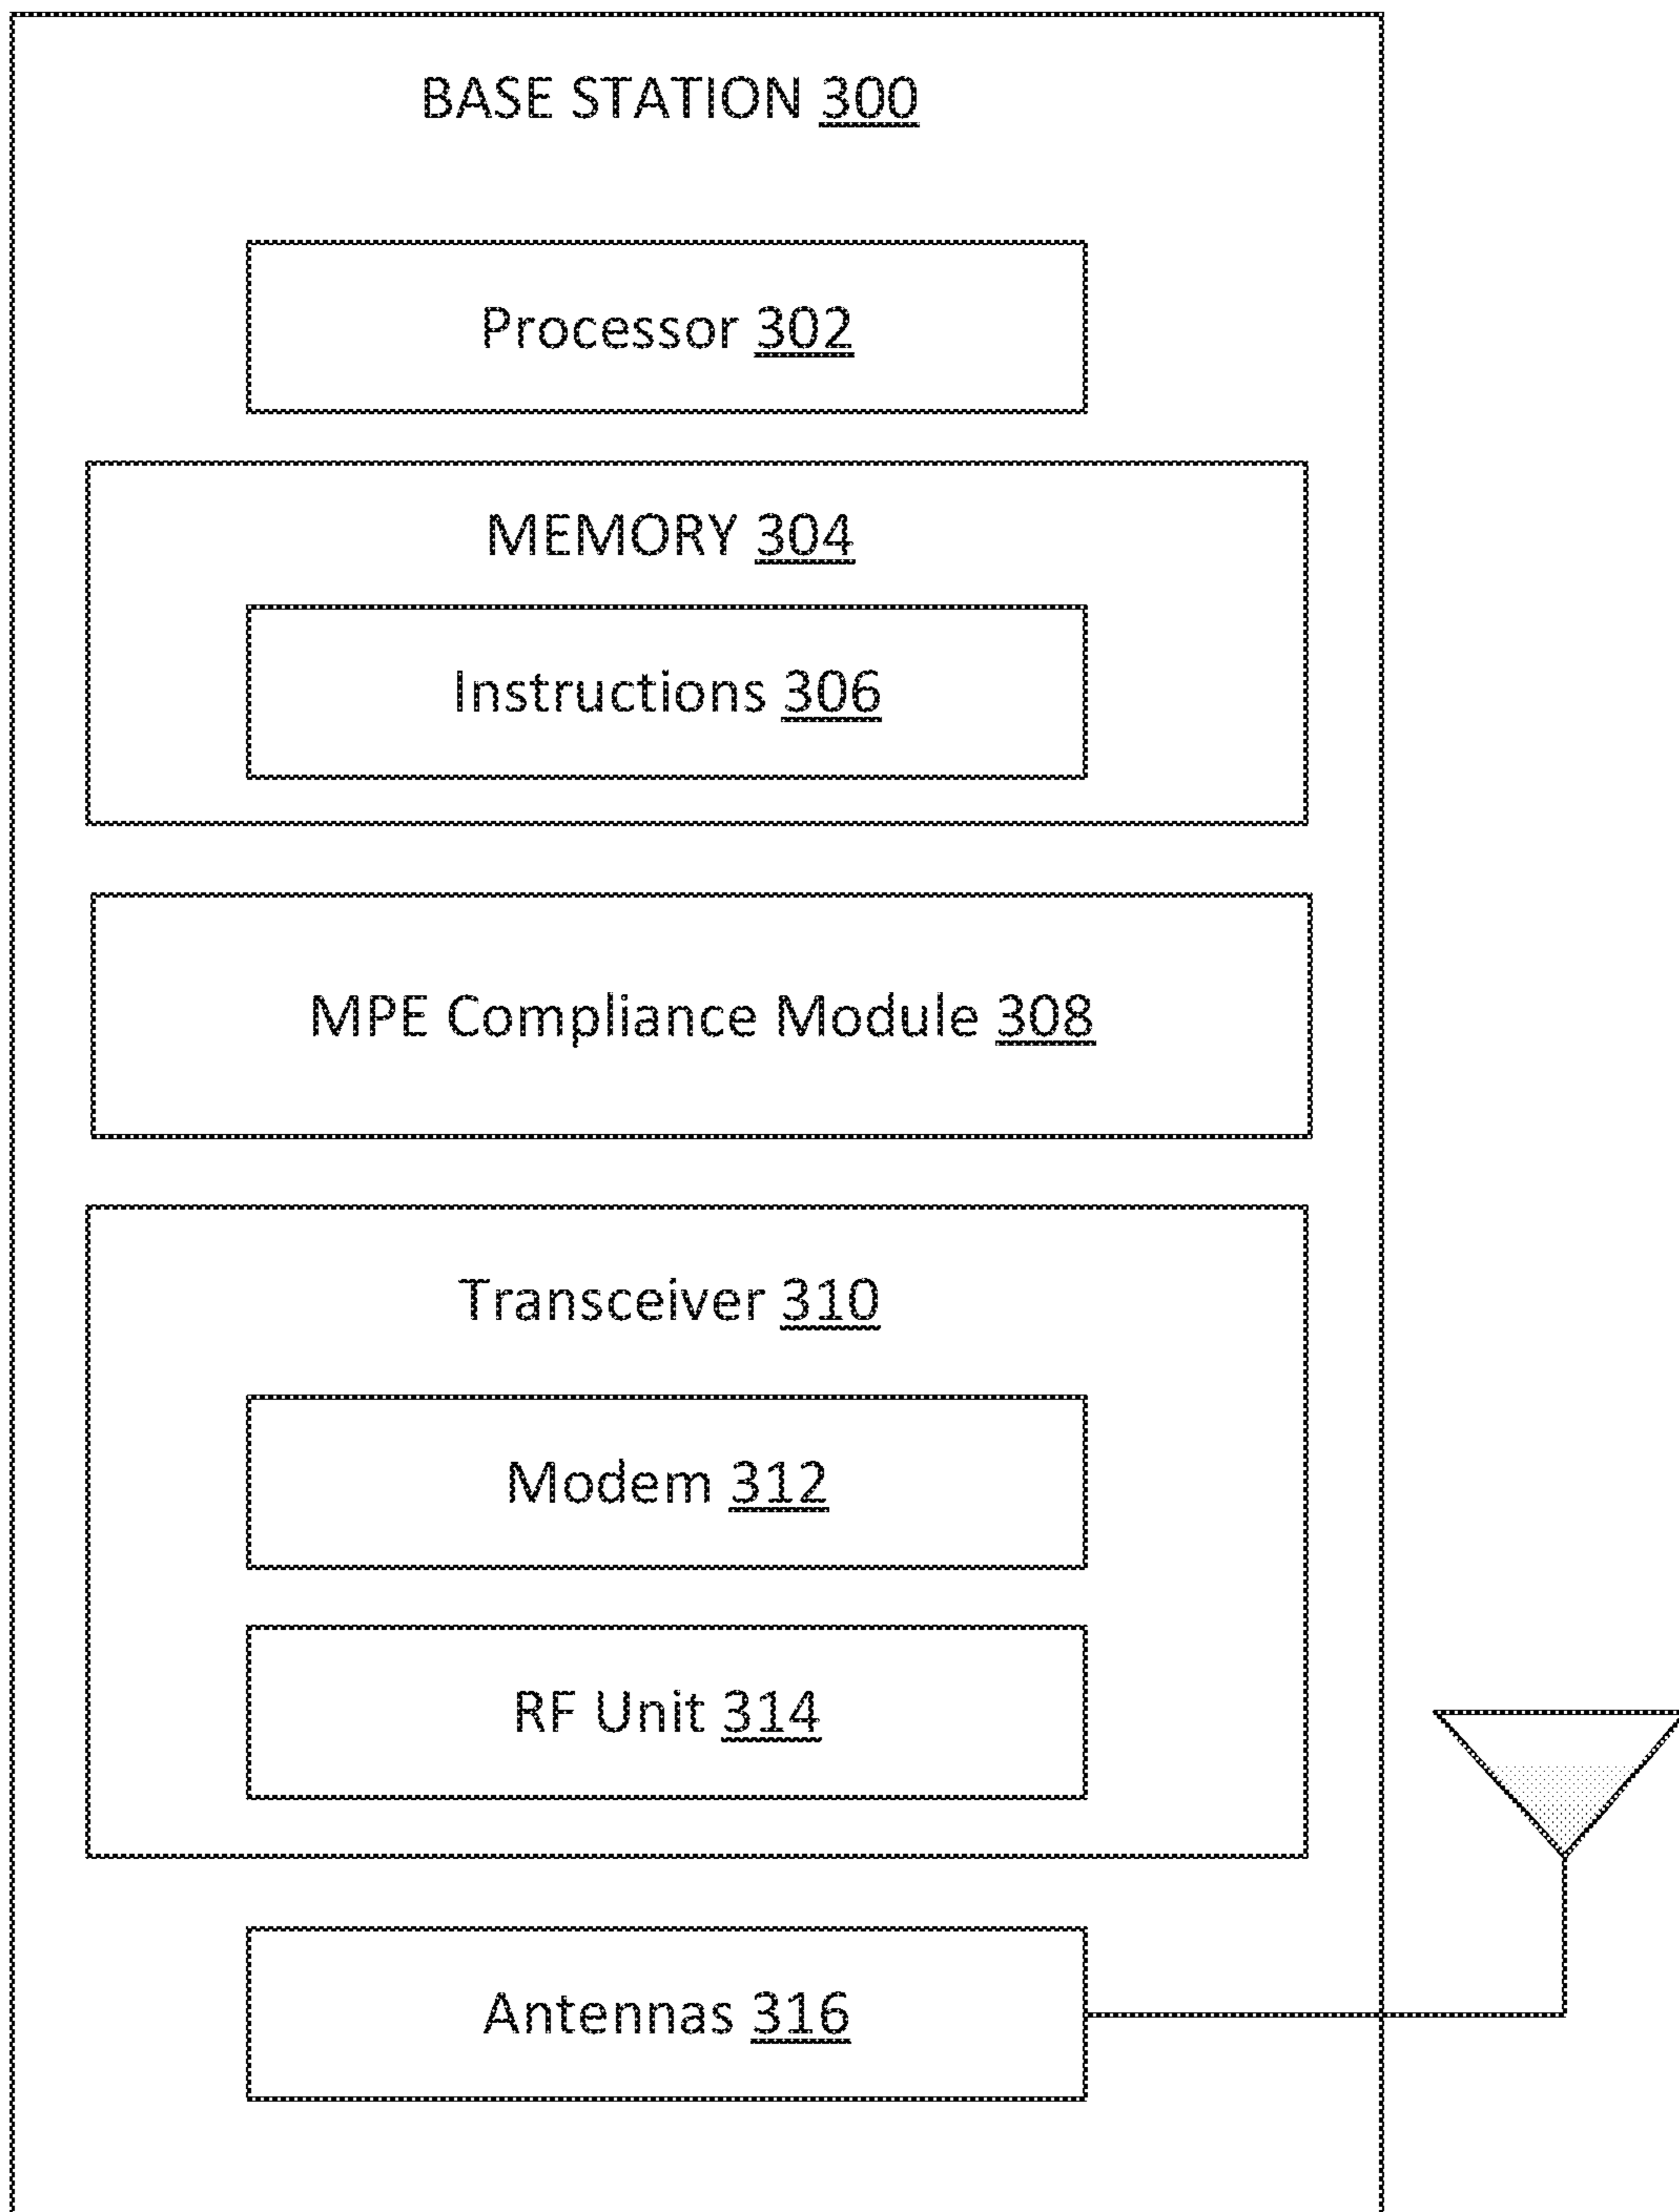 BASE STATION 300
Processor 302
MEMORY 304
Instructions 306
MPE Compliance Module 308
Transceiver 310
Modem 312
RF Unit 314
Antennas 316